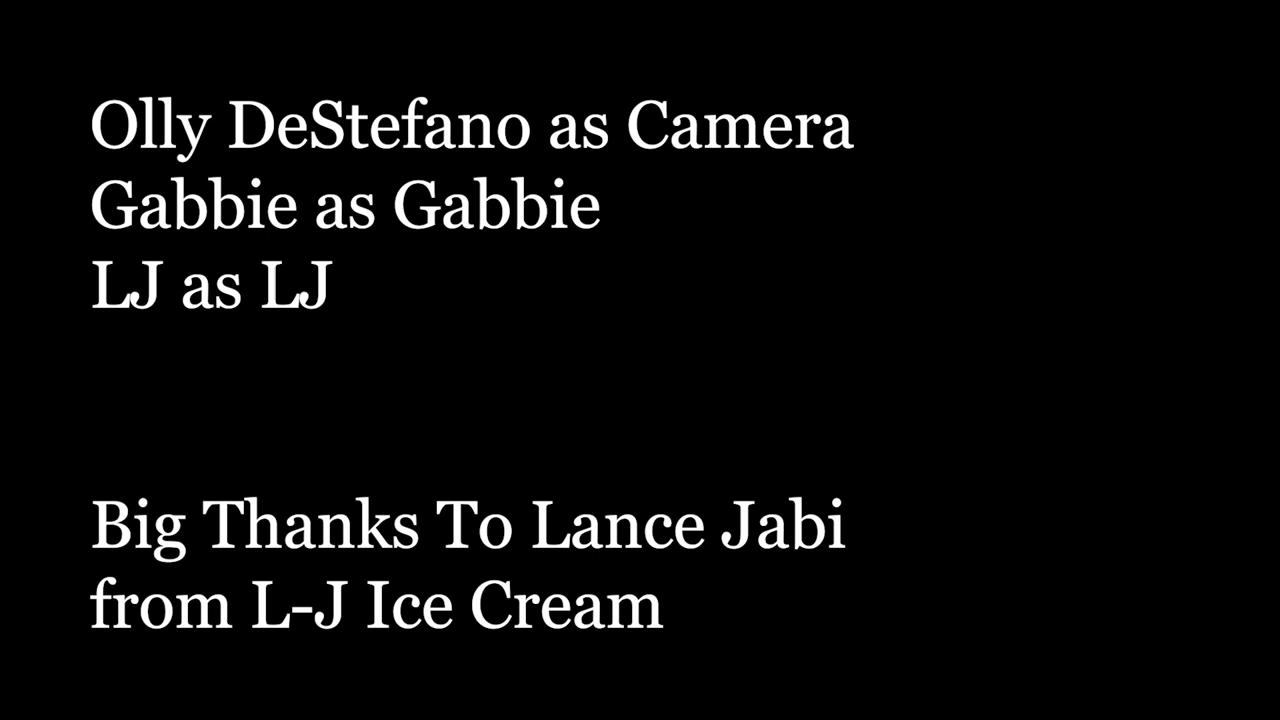 Olly DeStefano as Camera
Gabbie as Gabbie
LJ as LJ
Big Thanks To Lance Jabi
from L-J Ice Cream